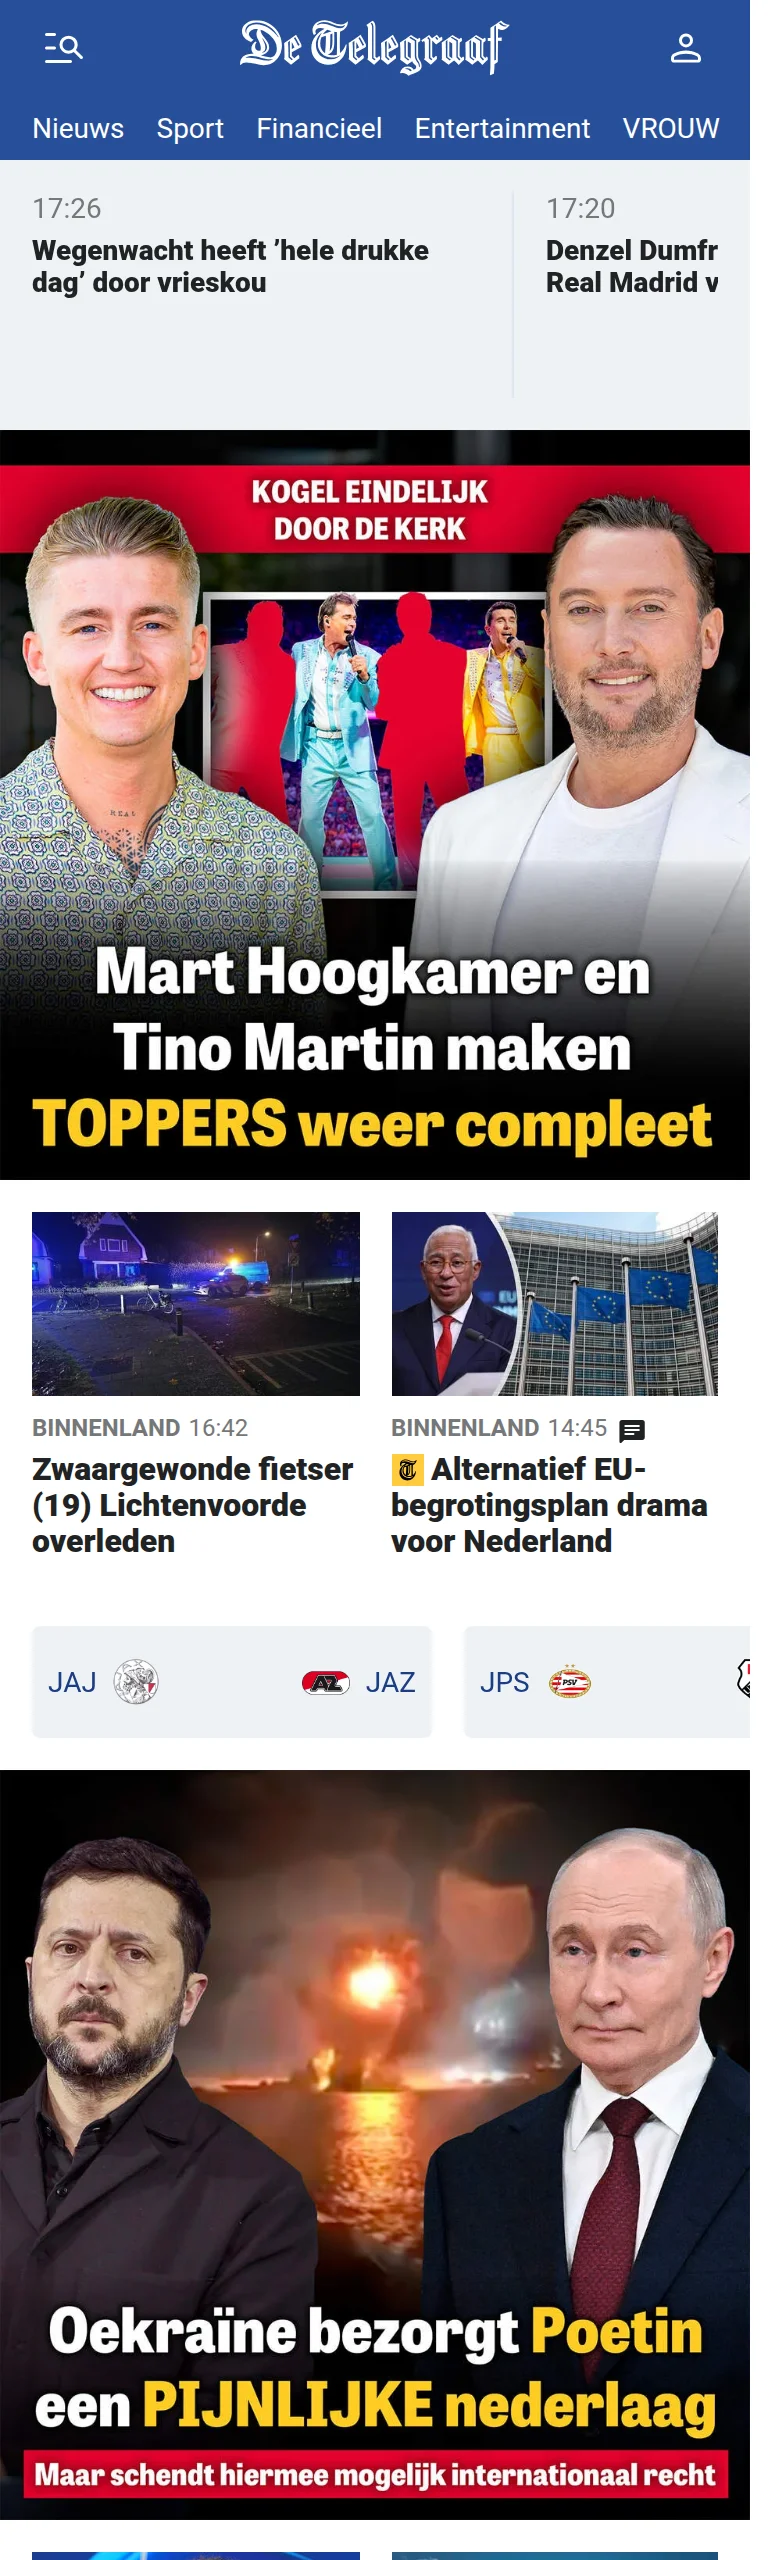 De Telegraaf
Nieuws Sport Financieel Entertainment VROUW
17:26
Wegenwacht heeft ’hele drukke
dag’ door vrieskou
17:20
Denzel Dumfr
Real Madrid v
KOGEL EINDELIJK
DOOR DE KERK
REAL
Mart Hoogkamer en
Tino Martin maken
TOPPERS weer compleet
BINNENLAND 16:42
Zwaargewonde fietser
(19) Lichtenvoorde
overleden
BINNENLAND 14:45
T Alternatief EU-
begrotingsplan drama
voor Nederland
JAJ AZ JAZ
JPS PSV
Oekraïne bezorgt Poetin
een PIJNLIJKE nederlaag
Maar schendt hiermee mogelijk internationaal recht